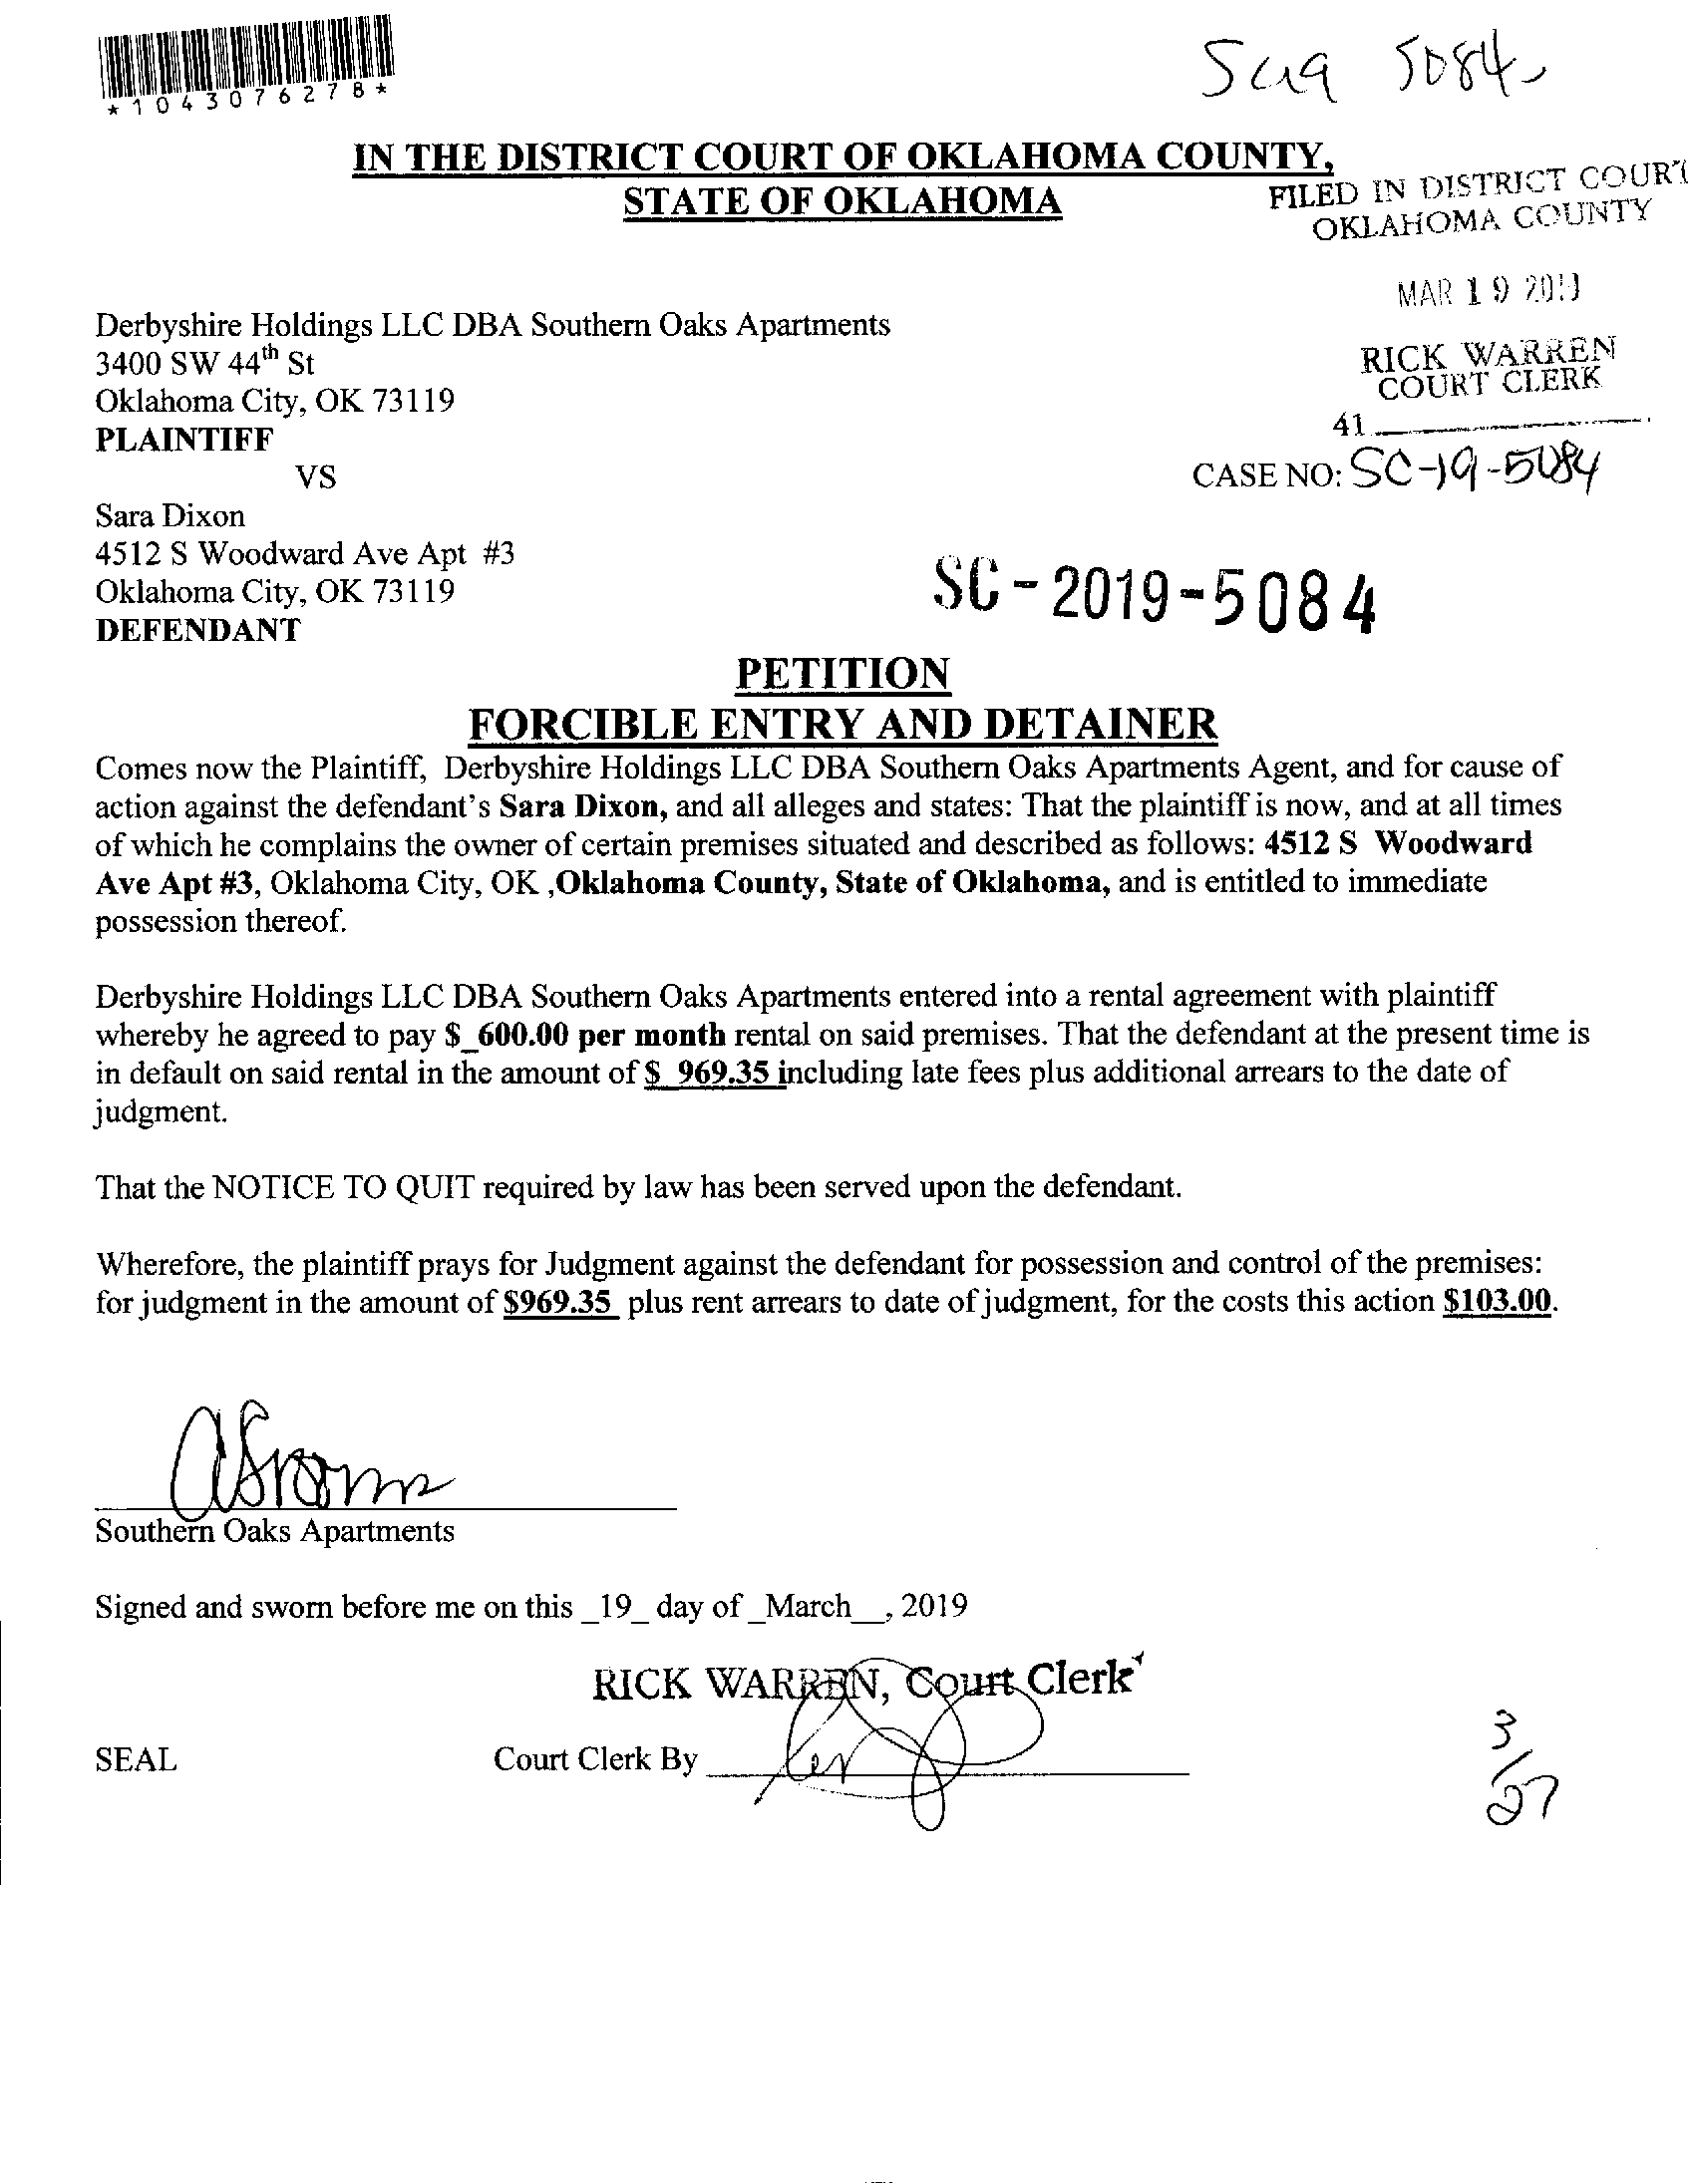 *1043076278*
5084
IN THE DISTRICT COURT OF OKLAHOMA COUNTY,
STATE OF OKLAHOMA
FILED IN DISTRICT COURT
OKLAHOMA COUNTY
MAR 19 2019
RICK WARREN
COURT CLERK
41
Derbyshire Holdings LLC DBA Southern Oaks Apartments
3400 SW 44th St
Oklahoma City, OK 73119
PLAINTIFF
VS
CASE NO: SC-19-5084
Sara Dixon
4512 S Woodward Ave Apt #3
Oklahoma City, OK 73119
DEFENDANT
SC-2019-5084
PETITION
FORCIBLE ENTRY AND DETAINER
Comes now the Plaintiff, Derbyshire Holdings LLC DBA Southern Oaks Apartments Agent, and for cause of
action against the defendant's Sara Dixon, and all alleges and states: That the plaintiff is now, and at all times
of which he complains the owner of certain premises situated and described as follows: 4512 S Woodward
Ave Apt #3, Oklahoma City, OK ,Oklahoma County, State of Oklahoma, and is entitled to immediate
possession thereof.
Derbyshire Holdings LLC DBA Southern Oaks Apartments entered into a rental agreement with plaintiff
whereby he agreed to pay $_600.00 per month rental on said premises. That the defendant at the present time is
in default on said rental in the amount of $_969.35 including late fees plus additional arrears to the date of
judgment.
That the NOTICE TO QUIT required by law has been served upon the defendant.
Wherefore, the plaintiff prays for Judgment against the defendant for possession and control of the premises:
for judgment in the amount of $969.35_ plus rent arrears to date of judgment, for the costs this action $103.00.
Southern Oaks Apartments
Signed and sworn before me on this _19_ day of _March__, 2019
RICK WARREN, Court Clerk
SEAL
Court Clerk By
3/27